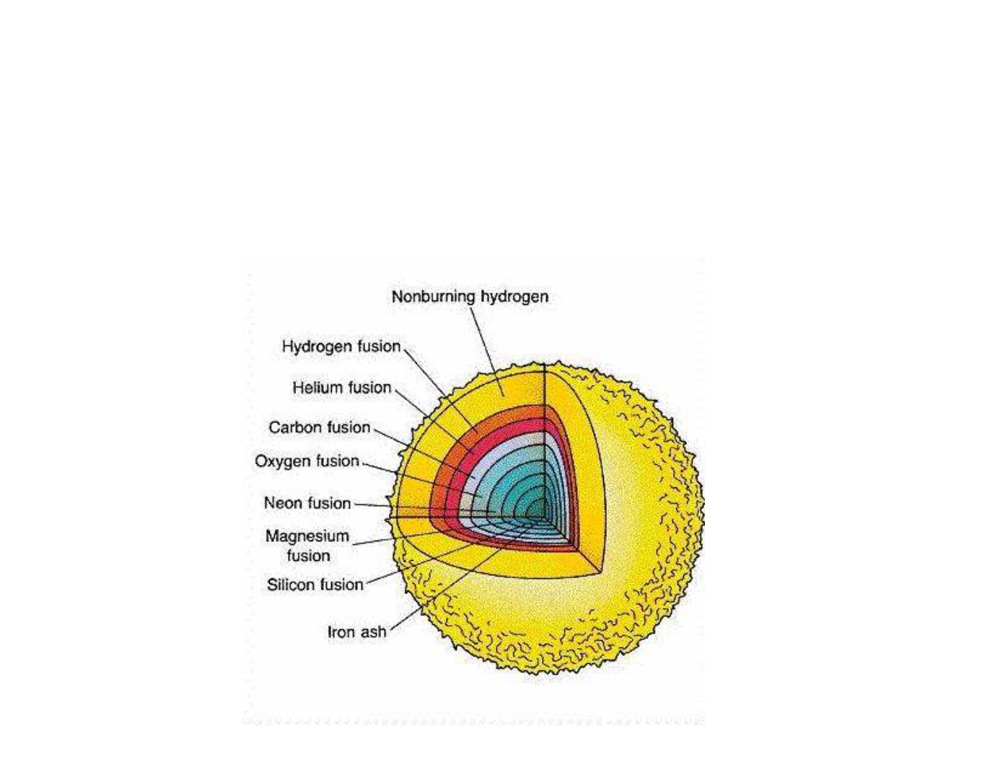 Nonburning hydrogen
Hydrogen fusion
Helium fusion
Carbon fusion
Oxygen fusion
Neon fusion
Magnesium
fusion
Silicon fusion
Iron ash